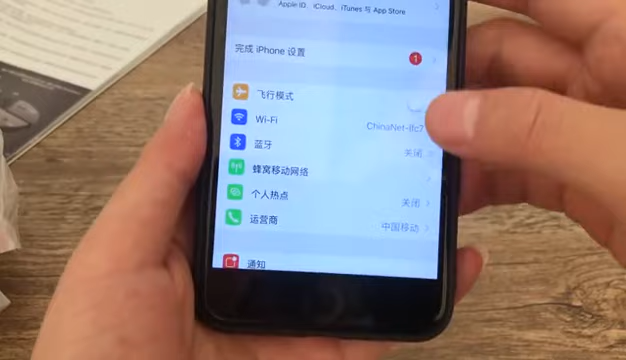 Apple ID、iCloud、iTunes 与 App Store
完成 iPhone 设置
1
飞行模式
Wi-Fi
蓝牙 关闭
蜂窝移动网络
个人热点 关闭
运营商 中国移动
通知